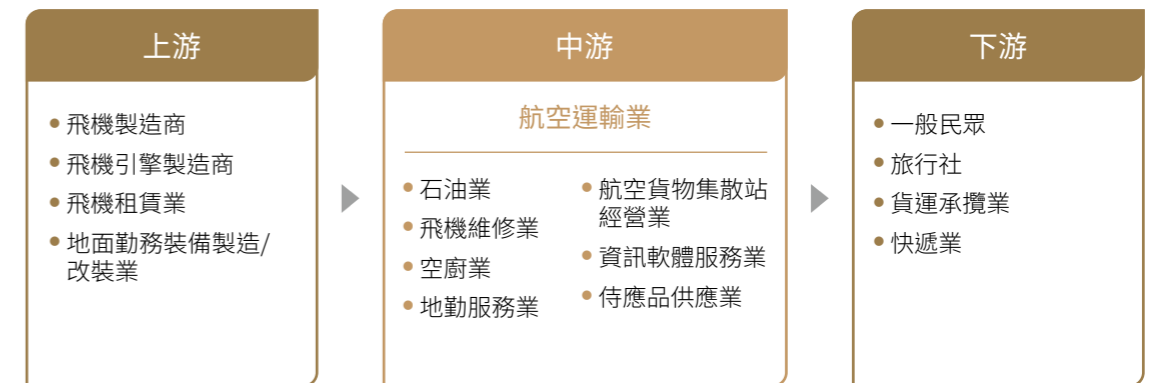 上游
飛機製造商
飛機引擎製造商
飛機租賃業
地面勤務裝備製造/
改裝業
中游
航空運輸業
石油業
飛機維修業
空廚業
地勤服務業
航空貨物集散站
經營業
資訊軟體服務業
侍應品供應業
下游
一般民眾
旅行社
貨運承攬業
快遞業